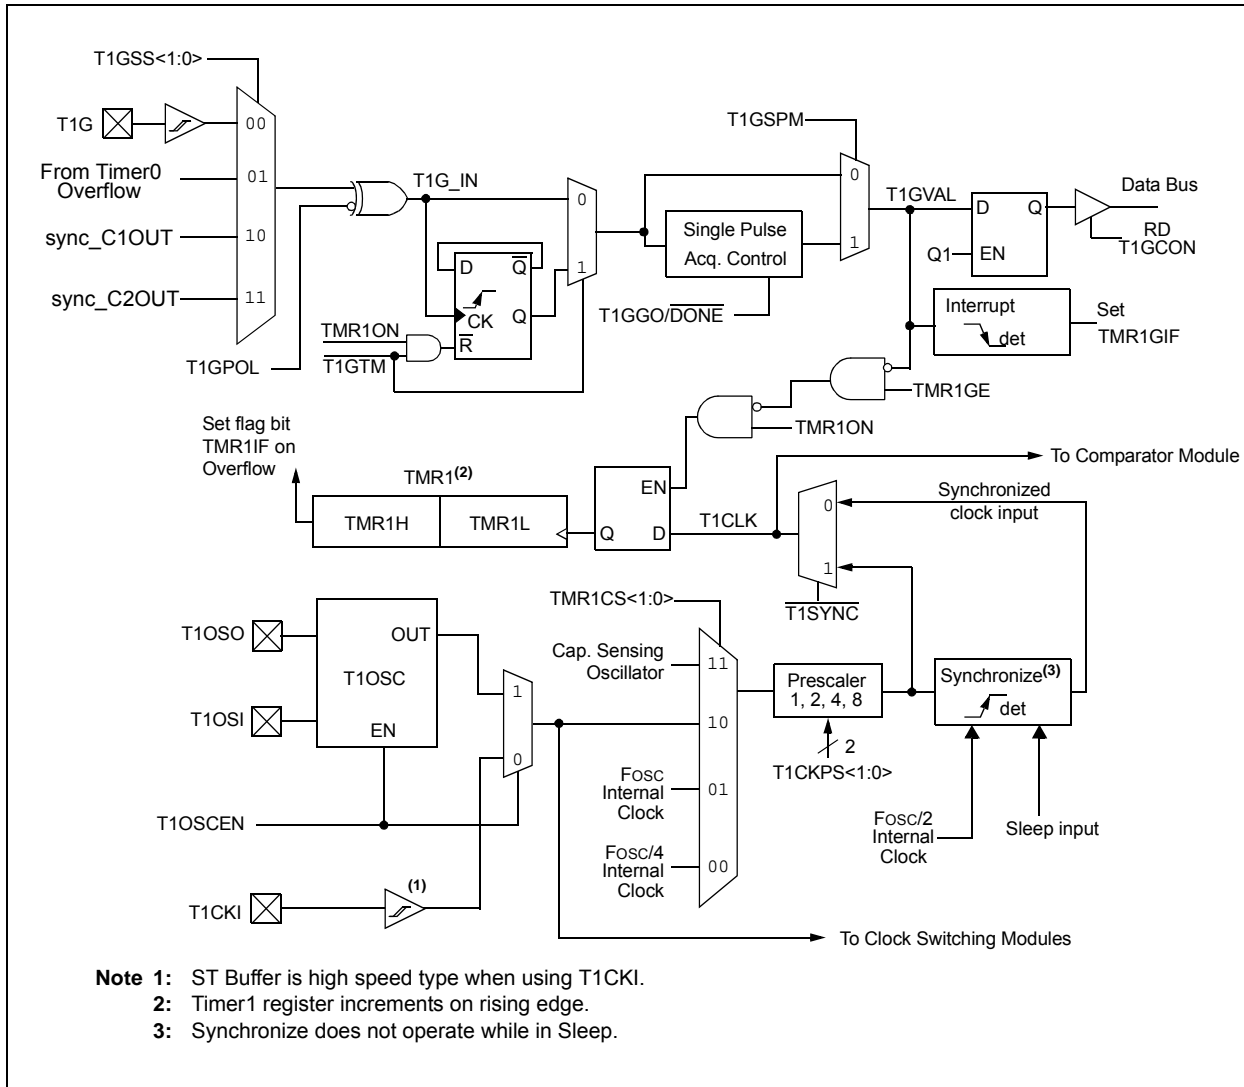 T1GSS<1:0>
T1G
00
From Timer0
Overflow
01
sync_C1OUT
10
sync_C2OUT
11
T1GPOL
T1G_IN
0
1
D
Q
CK
Q
R
TMR1ON
T1GTM
T1GSPM
0
1
Single Pulse
Acq. Control
T1GGO/DONE
T1GVAL
D
Q
Q1
EN
Data Bus
RD
T1GCON
Interrupt
det
Set
TMR1GIF
TMR1GE
TMR1ON
Set flag bit
TMR1IF on
Overflow
TMR1(2)
TMR1H
TMR1L
EN
Q
D
T1CLK
To Comparator Module
0
1
Synchronized
clock input
T1SYNC
TMR1CS<1:0>
T1OSO
T1OSI
OUT
T1OSC
EN
1
0
T1OSCEN
T1CKI
(1)
Cap. Sensing
Oscillator
11
10
FOSC
Internal
Clock
01
FOSC/4
Internal
Clock
00
Prescaler
1, 2, 4, 8
2
T1CKPS<1:0>
Synchronize(3)
det
FOSC/2
Internal
Clock
Sleep input
To Clock Switching Modules
Note 1: ST Buffer is high speed type when using T1CKI.
2: Timer1 register increments on rising edge.
3: Synchronize does not operate while in Sleep.